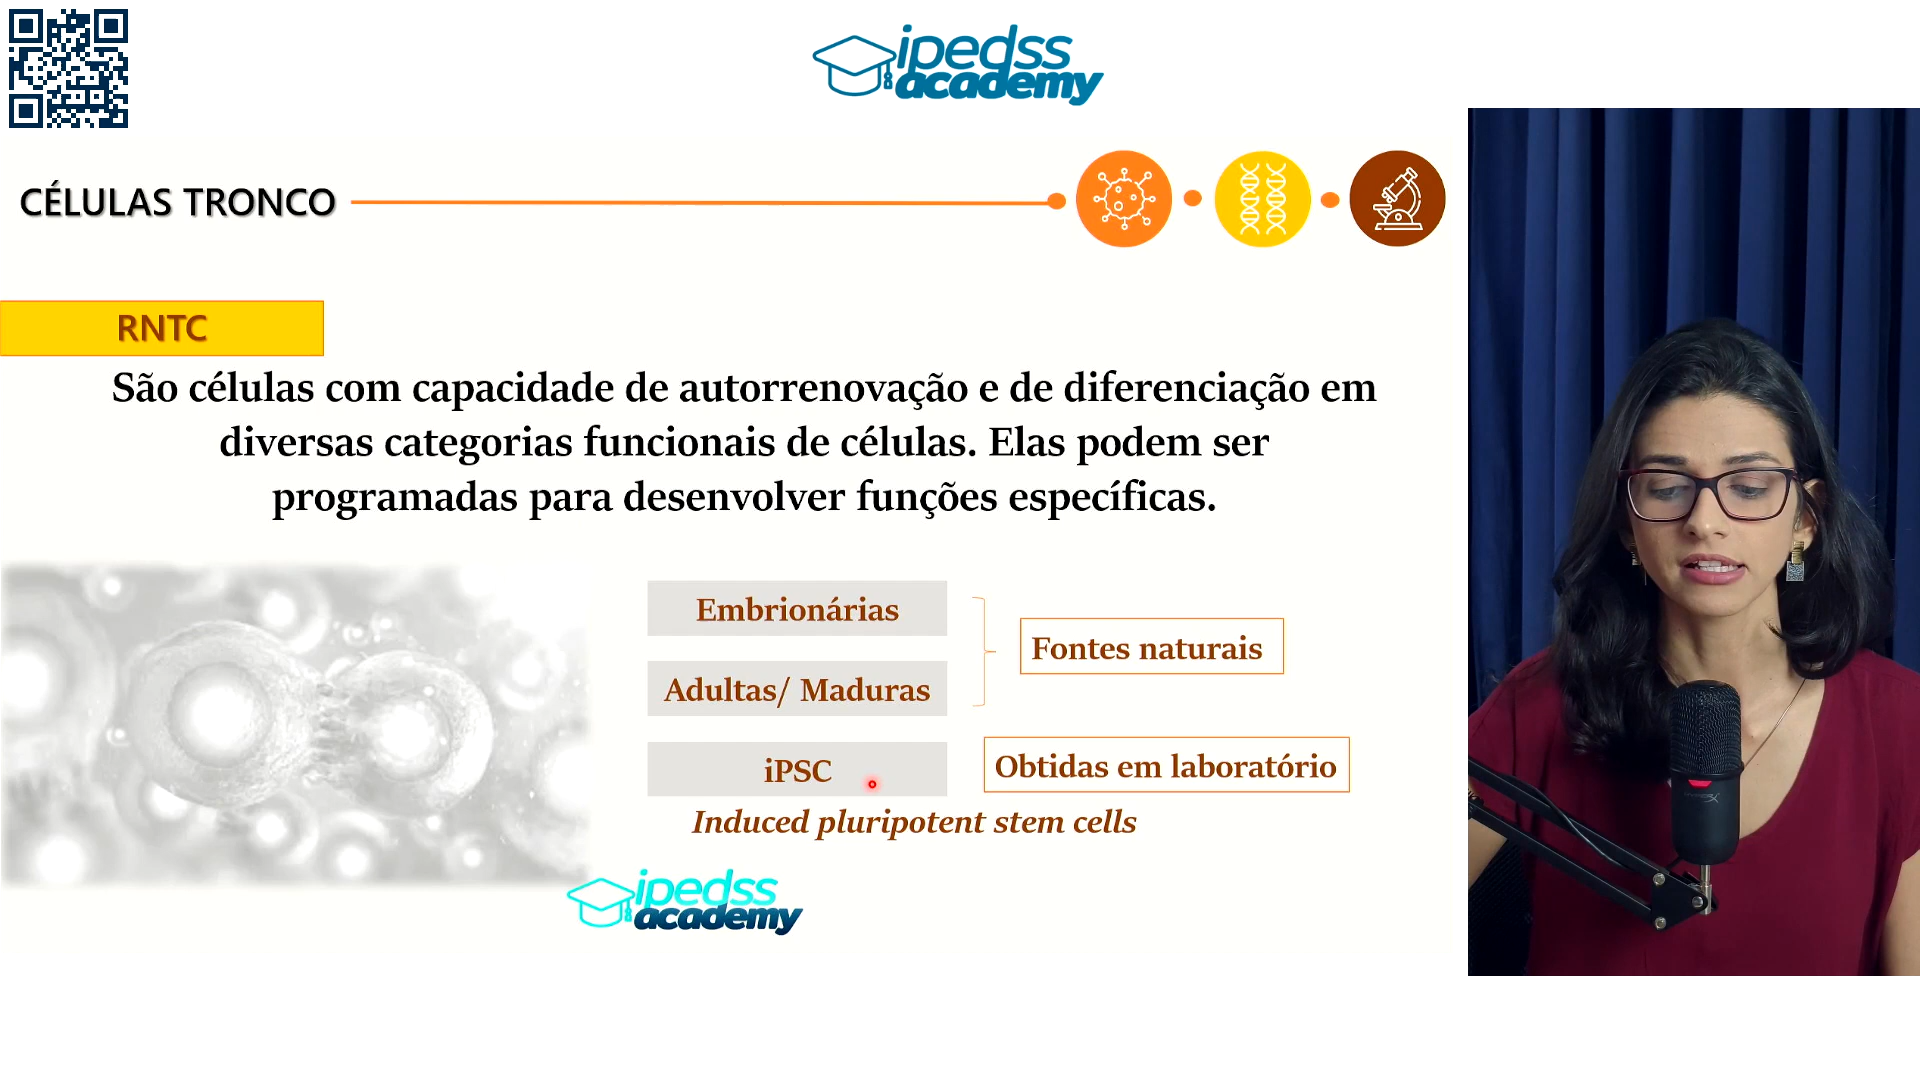 ipedss
academy
CÉLULAS TRONCO
RNTC
São células com capacidade de autorrenovação e de diferenciação em
diversas categorias funcionais de células. Elas podem ser
programadas para desenvolver funções específicas.
Embrionárias
Adultas/ Maduras
Fontes naturais
iPSC
Obtidas em laboratório
Induced pluripotent stem cells
ipedss
academy